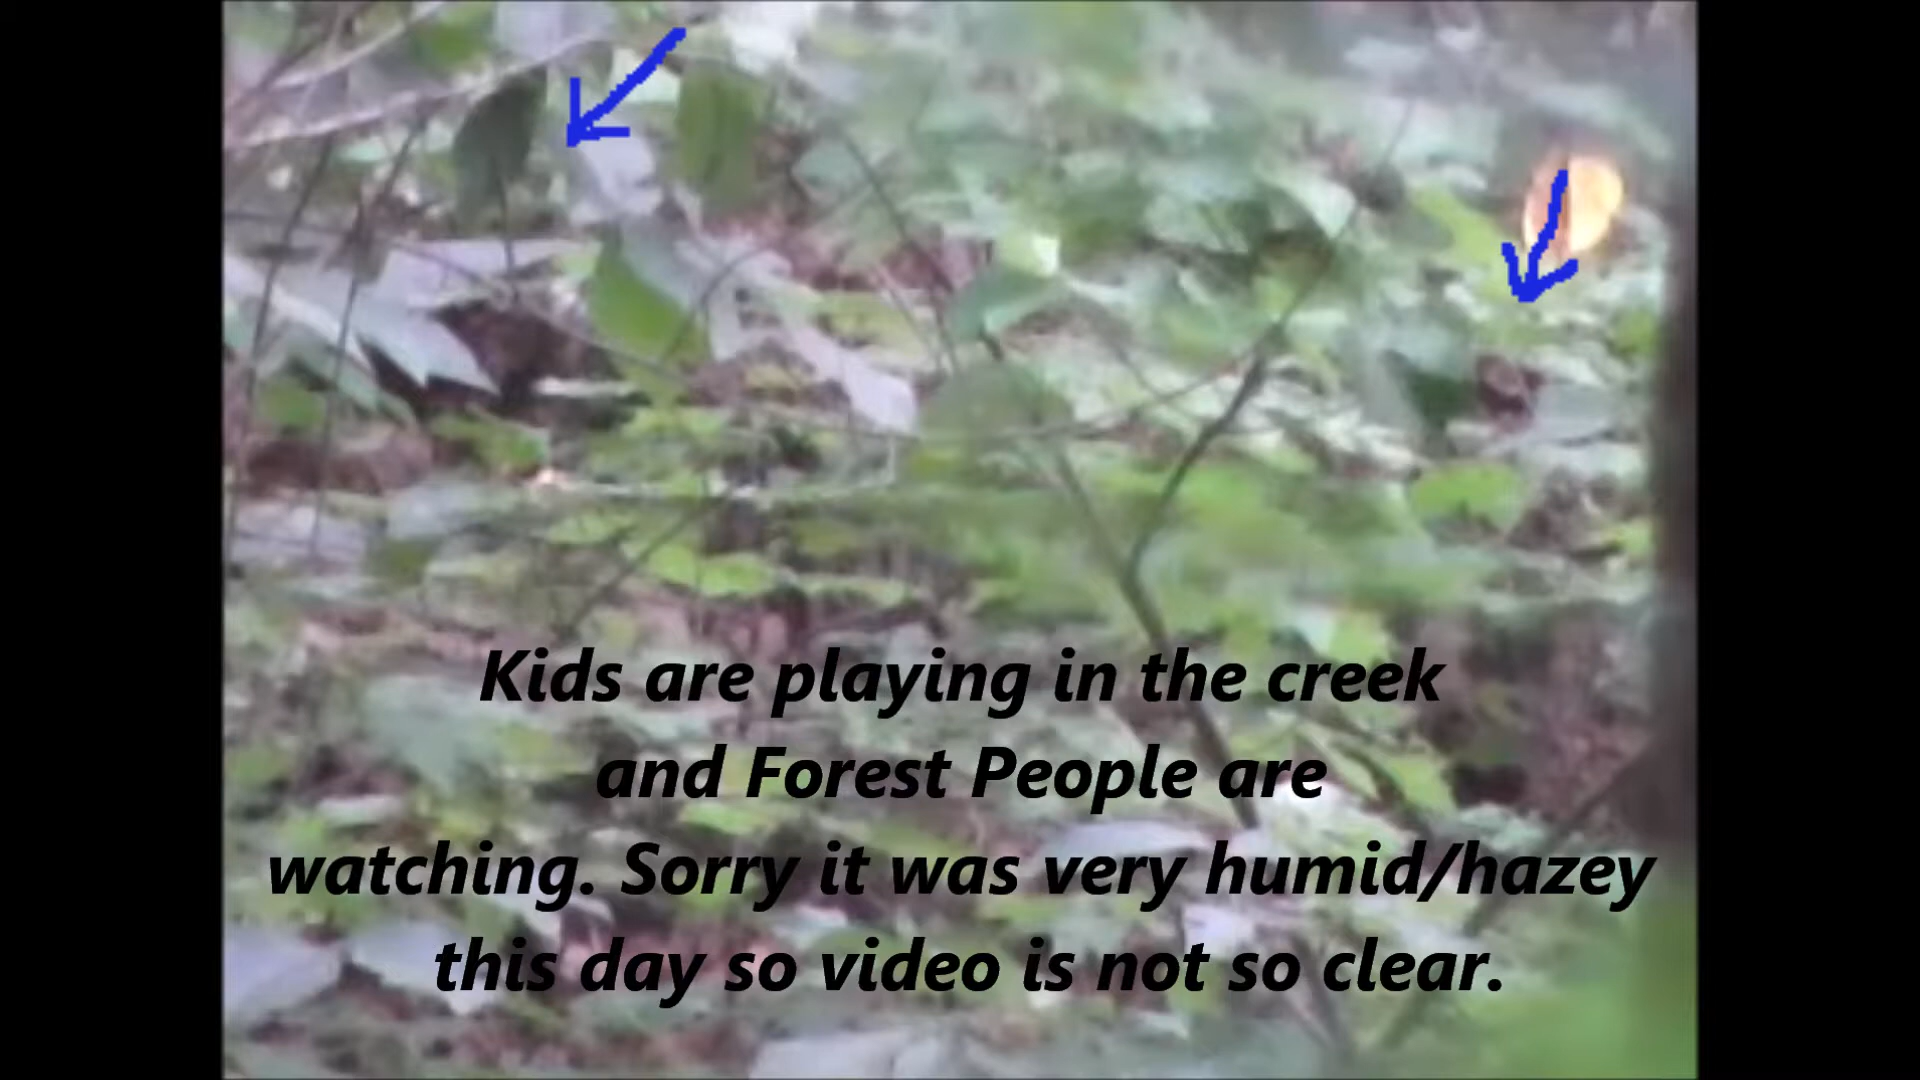 Kids are playing in the creek
and Forest People are
watching. Sorry it was very humid/hazey
this day so video is not so clear.